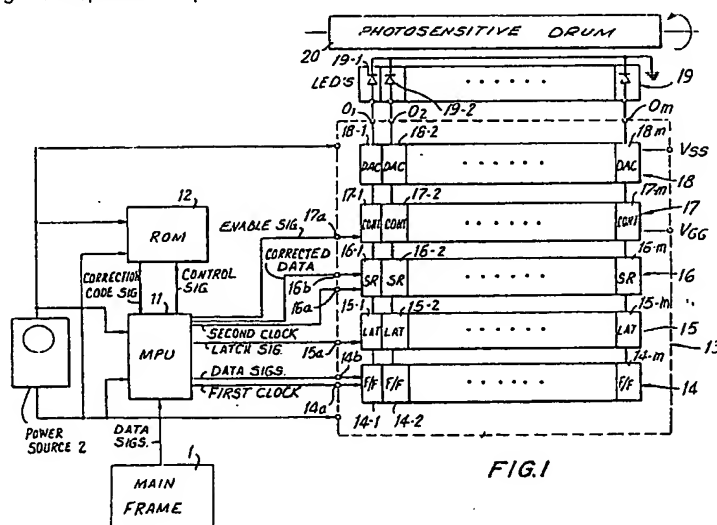 PHOTOSENSITIVE DRUM
20
19-1
LED'S
19
19-2
O1 O2 Om
18-1 16-2 18-m
DAC DAC DAC
VSS
18
17-1 17-2 17-m
CONT CONT CONT
17
VGG
16-1 16-2 16-m
SR SR SR
16
15-1 15-2 15-m
LAT LAT LAT
15
13
14-m
F/F F/F F/F
14
14-1 14-2
12
ROM
ENABLE SIG. 17a
CORRECTED DATA
16b
16a
CORRECTION CODE SIG.
CONTROL SIG.
11
MPU
SECOND CLOCK
LATCH SIG. 15a
DATA SIGS. 14b
FIRST CLOCK
14a
POWER SOURCE 2
DATA SIGS.
1
MAIN FRAME
FIG.1